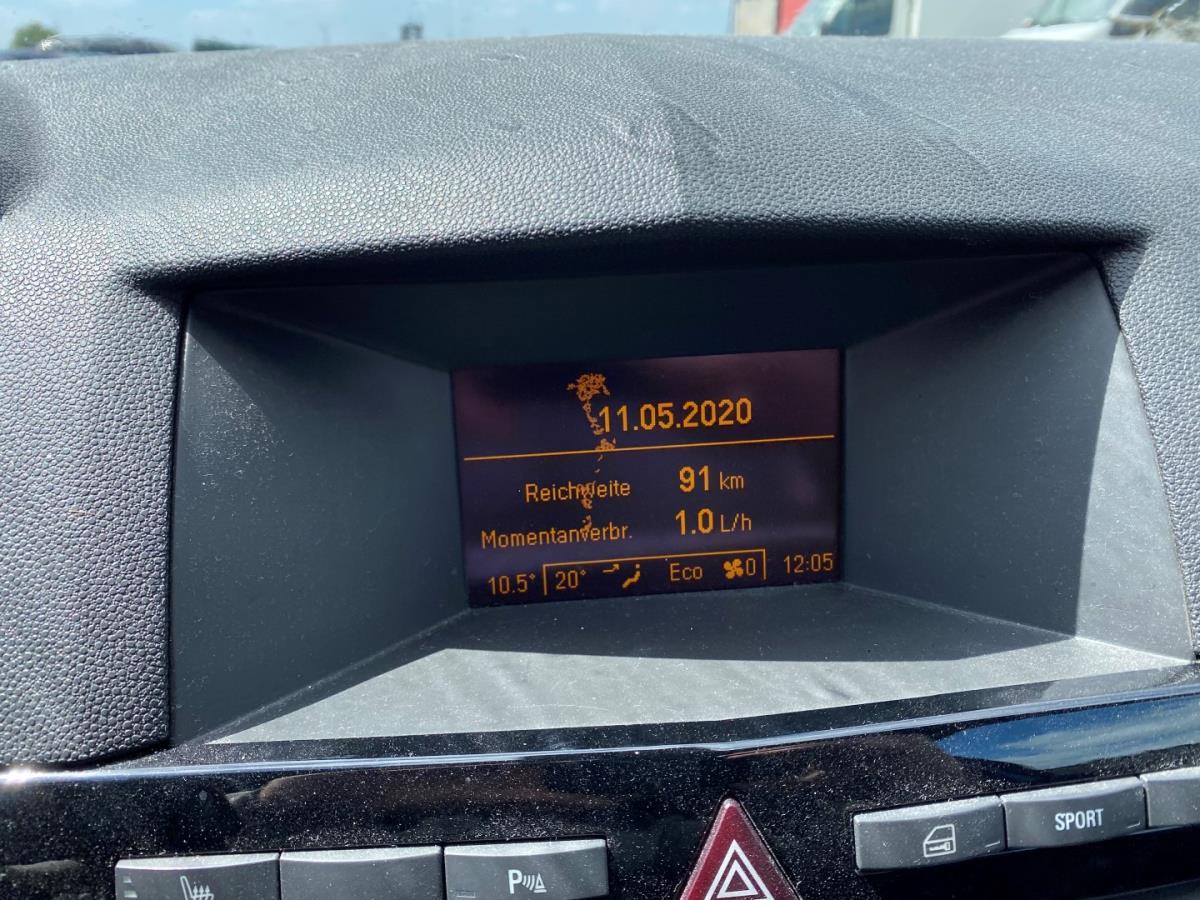 11.05.2020
Reichweite 91 km
Momentanverbr. 1.0 L/h
10.5° 20° Eco 0 12:05
SPORT
P